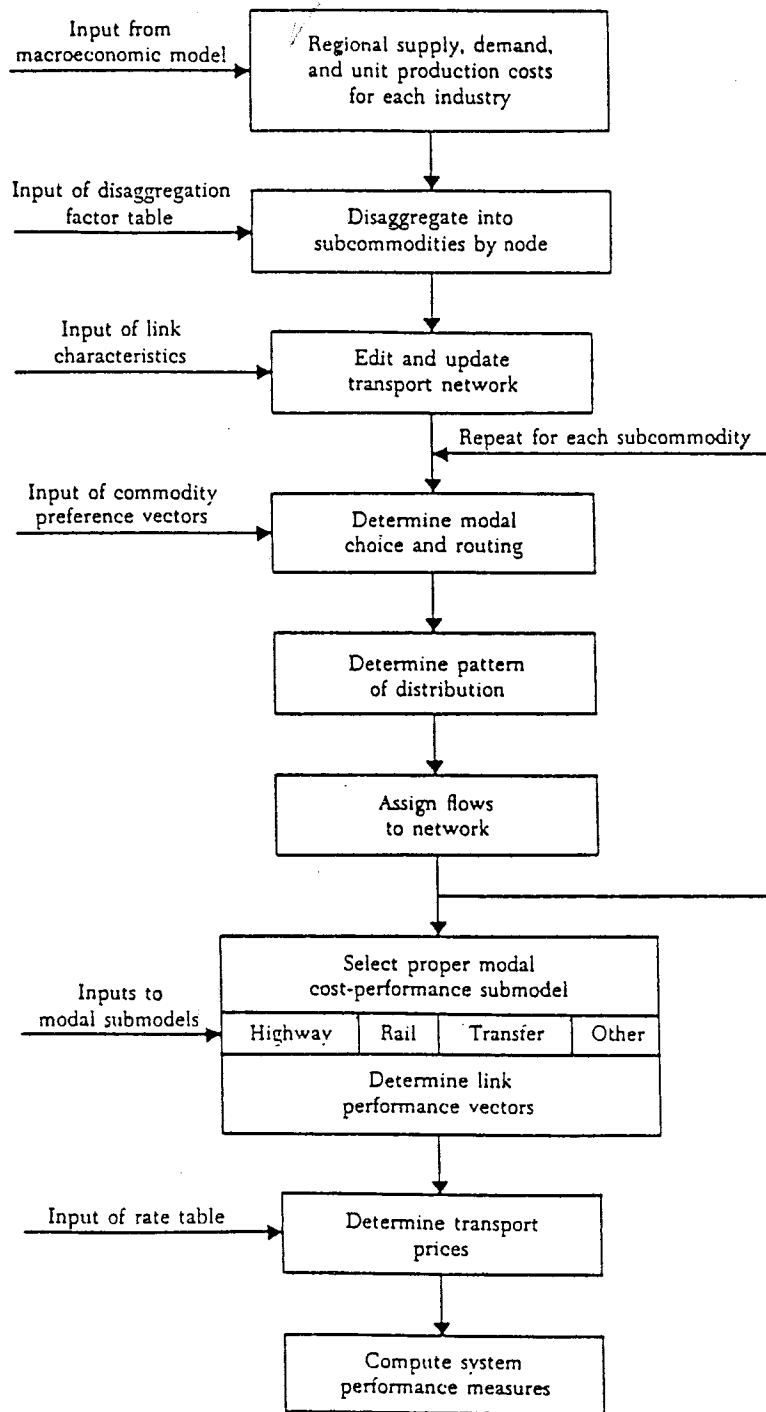 Input from
macroeconomic model
Regional supply, demand,
and unit production costs
for each industry
Input of disaggregation
factor table
Disaggregate into
subcommodities by node
Input of link
characteristics
Edit and update
transport network
Repeat for each subcommodity
Input of commodity
preference vectors
Determine modal
choice and routing
Determine pattern
of distribution
Assign flows
to network
Select proper modal
cost-performance submodel
Inputs to
modal submodels
Highway Rail Transfer Other
Determine link
performance vectors
Input of rate table
Determine transport
prices
Compute system
performance measures